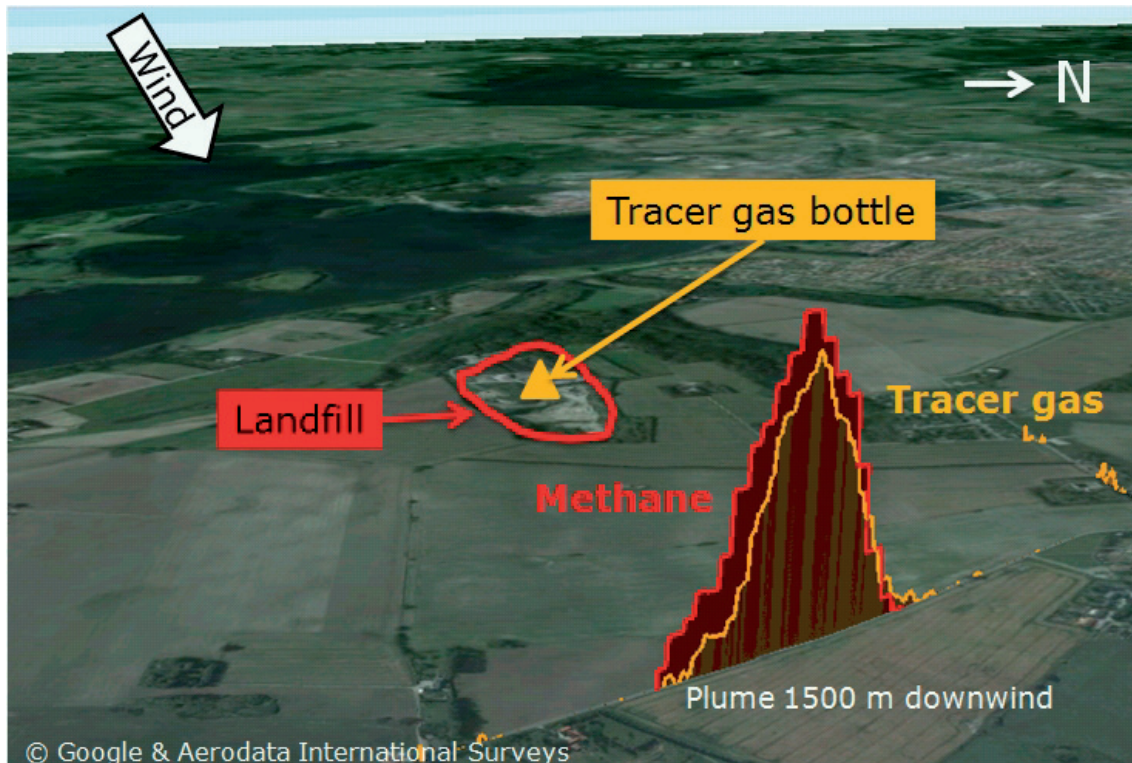 Wind
N
Tracer gas bottle
Landfill
Tracer gas
Methane
Plume 1500 m downwind
© Google & Aerodata International Surveys